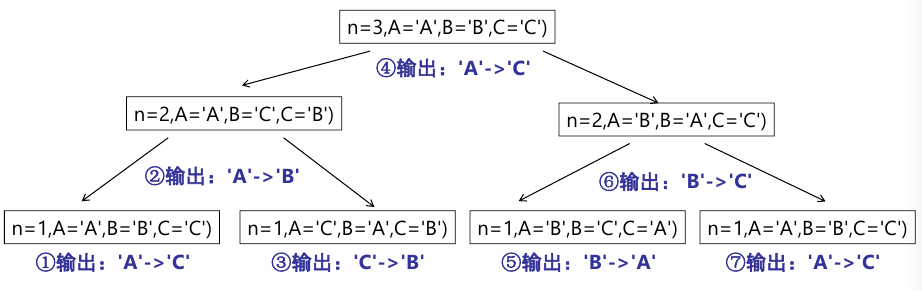 n=3,A='A',B='B',C='C')
④输出：'A'->'C'
n=2,A='A',B='C',C='B')
n=2,A='B',B='A',C='C')
②输出：'A'->'B'
⑥输出：'B'->'C'
n=1,A='A',B='B',C='C')
n=1,A='C',B='A',C='B')
n=1,A='B',B='C',C='A')
n=1,A='A',B='B',C='C')
①输出：'A'->'C'
③输出：'C'->'B'
⑤输出：'B'->'A'
⑦输出：'A'->'C'